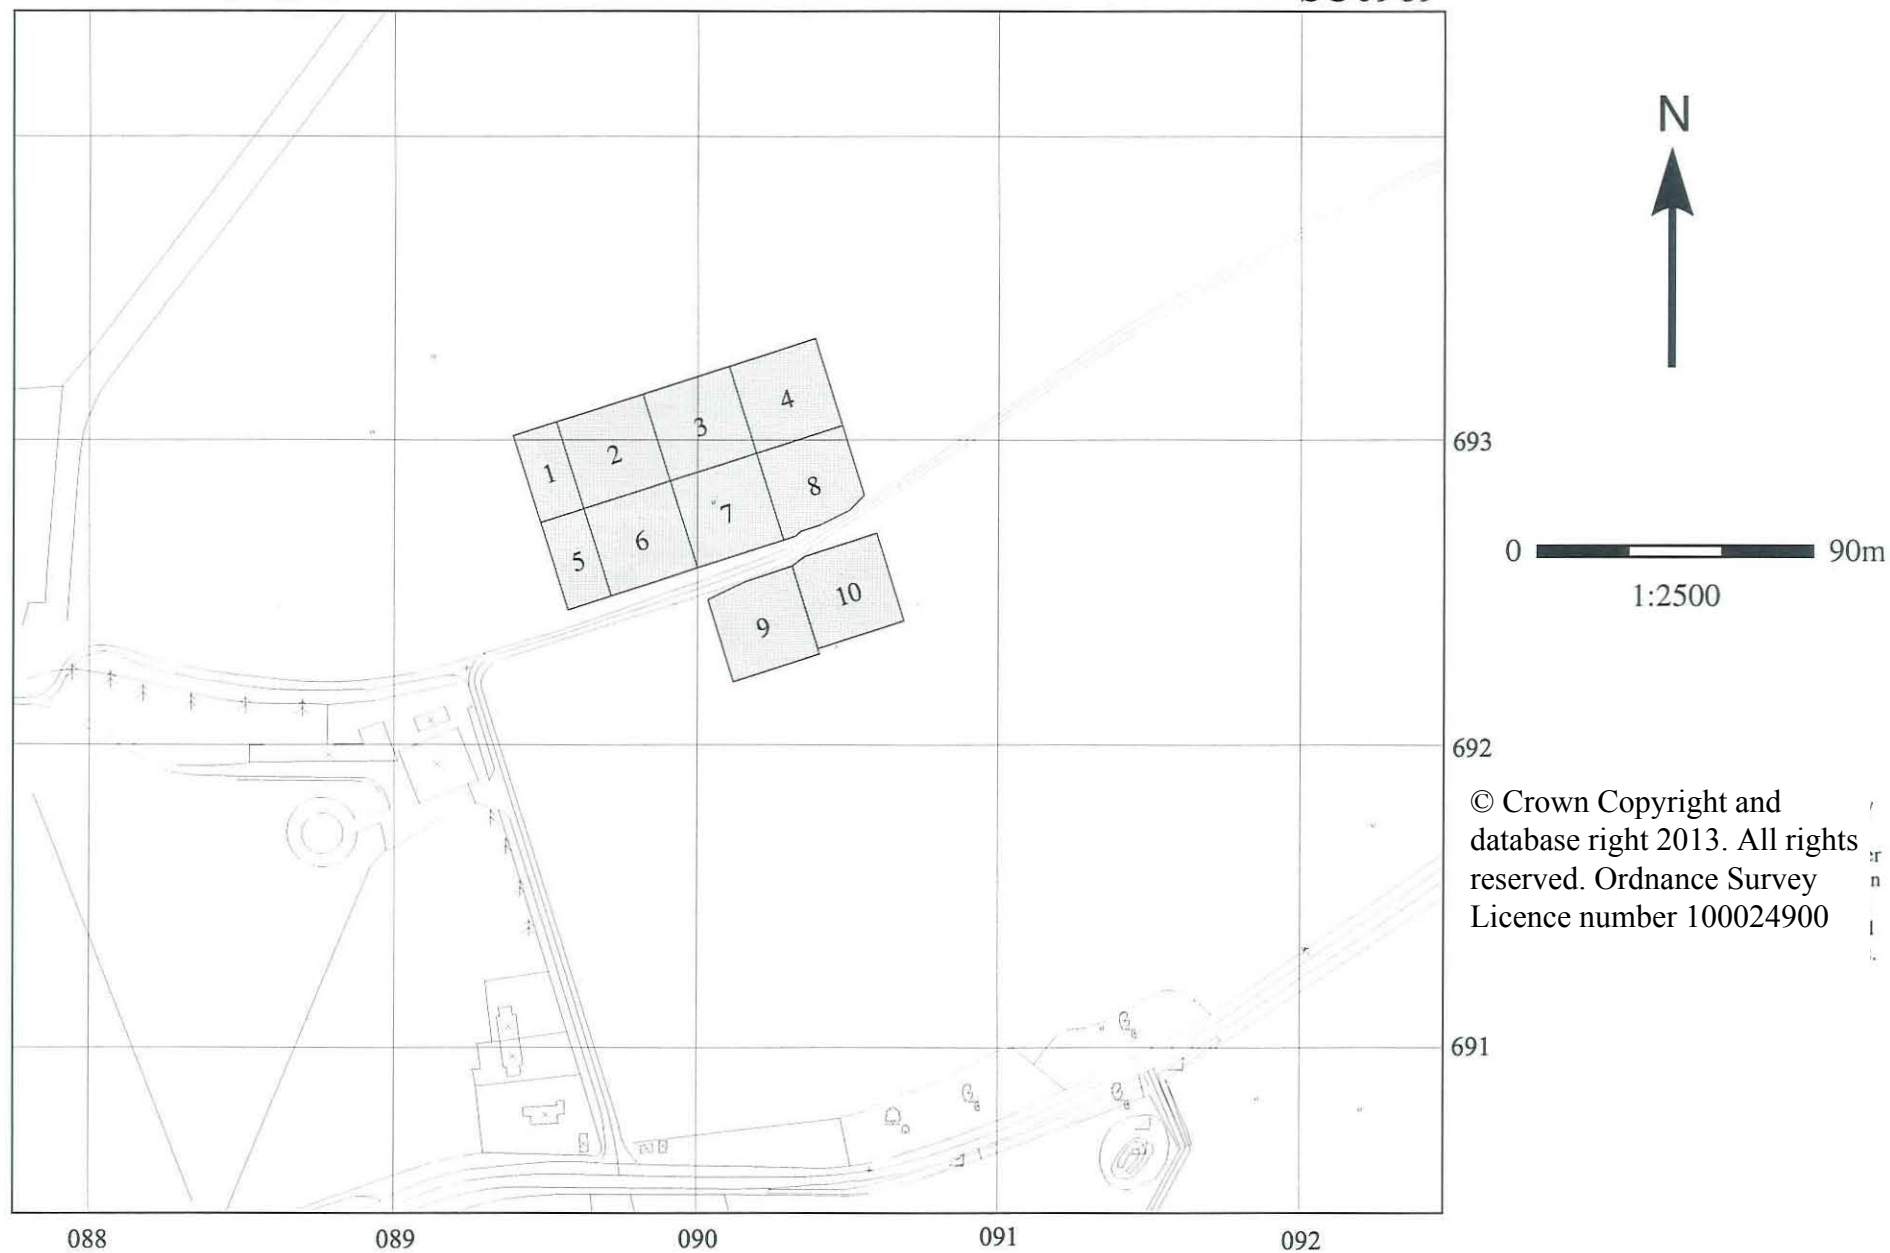 N
1
2
3
4
5
6
7
8
9
10
693
0 90m
1:2500
692
© Crown Copyright and
database right 2013. All rights
reserved. Ordnance Survey
Licence number 100024900
691
088 089 090 091 092